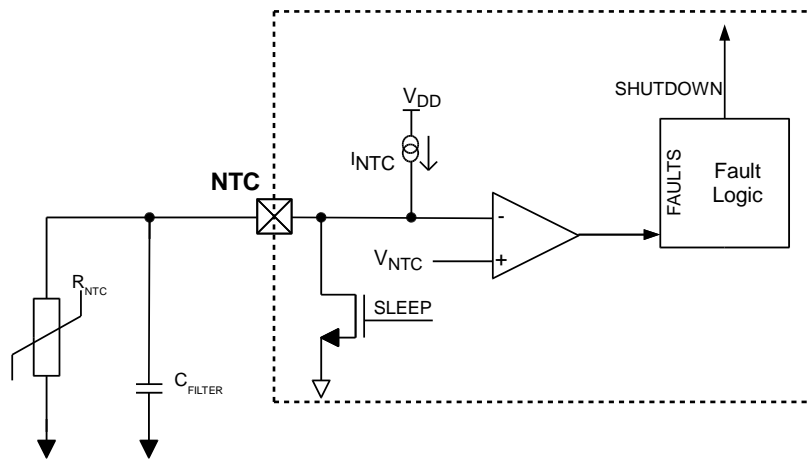 SHUTDOWN
VDD
INTC
FAULTS
Fault
Logic
NTC
-
VNTC
+
RNTC
SLEEP
CFILTER